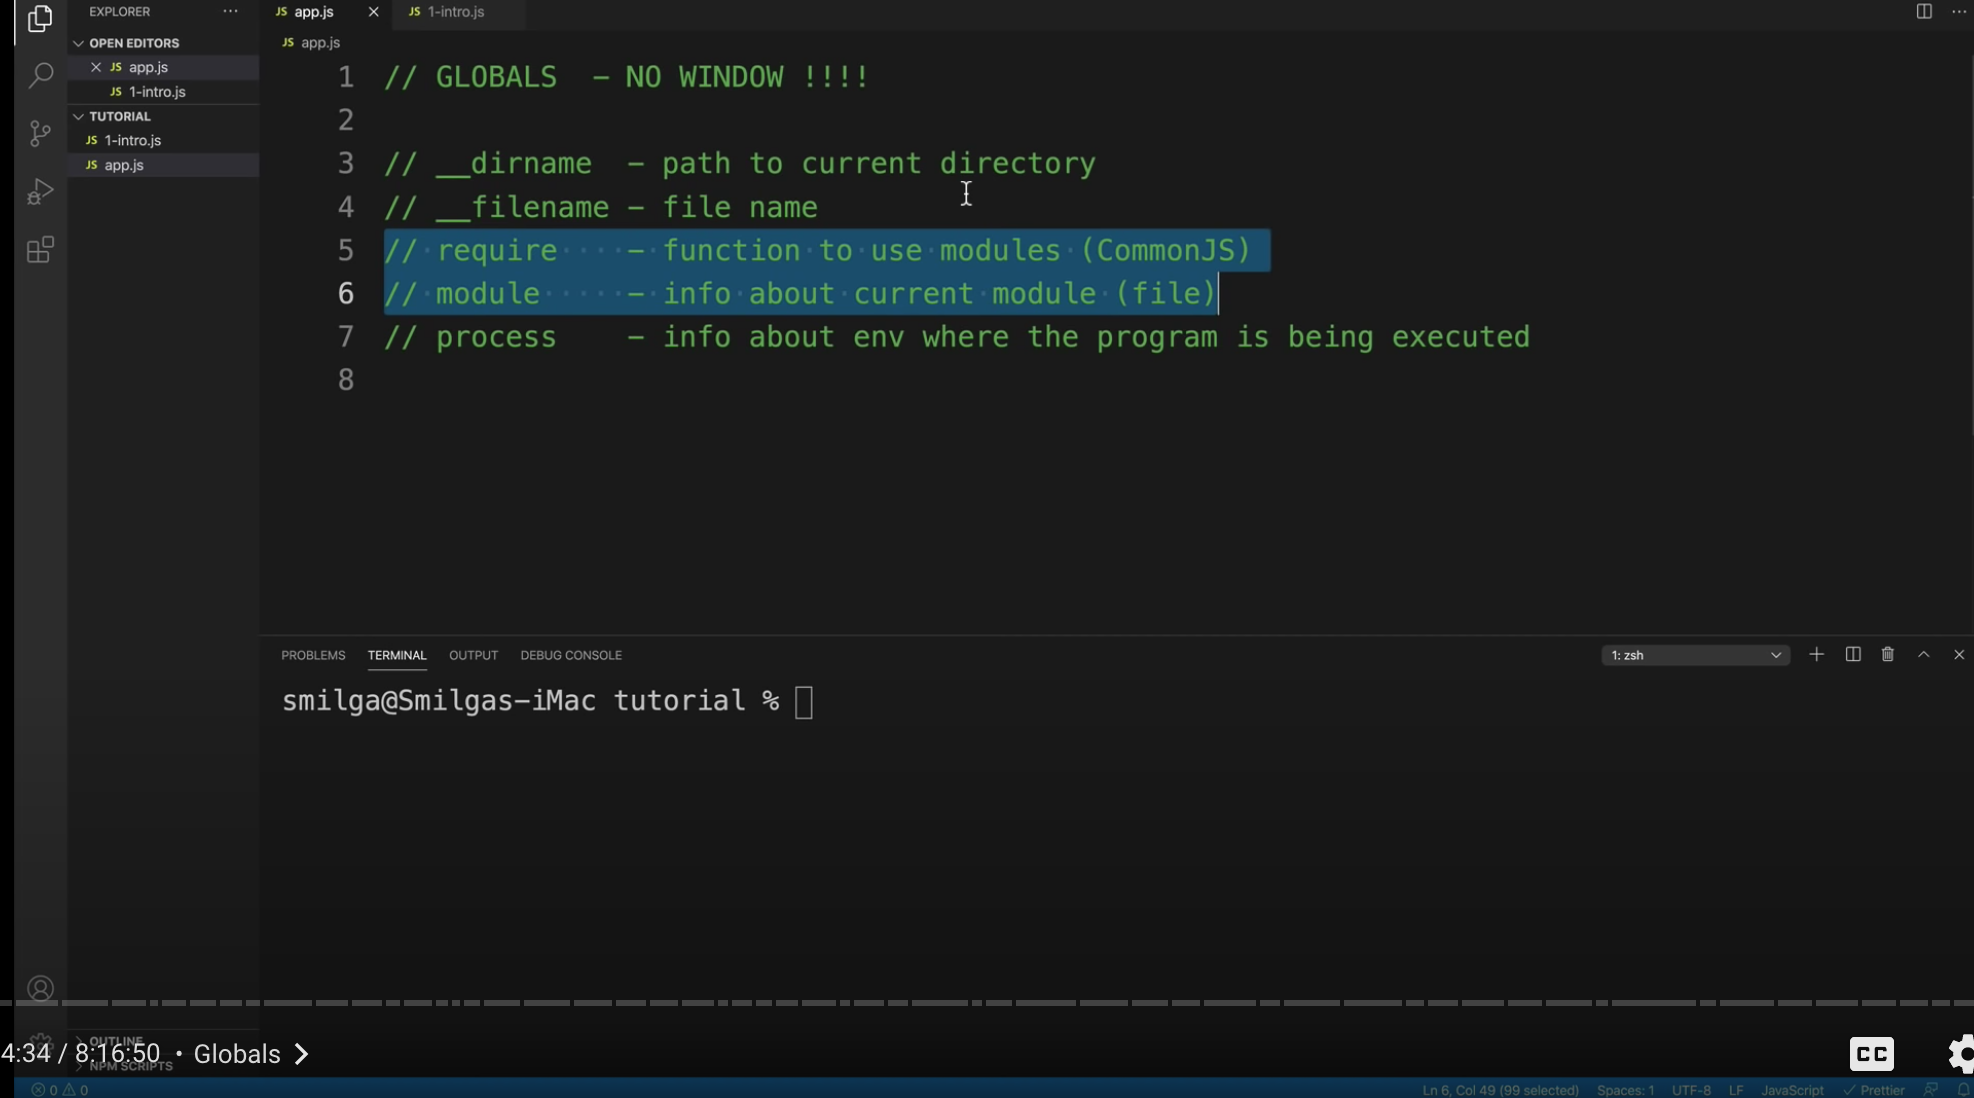 EXPLORER ...
JS app.js
JS 1-intro.js
OPEN EDITORS
JS app.js
JS app.js
JS 1-intro.js
TUTORIAL
JS 1-intro.js
JS app.js
1 // GLOBALS  - NO WINDOW !!!!
2
3 // __dirname  - path to current directory
4 // __filename - file name
5 // require    - function to use modules (CommonJS)
6 // module     - info about current module (file)
7 // process    - info about env where the program is being executed
8
PROBLEMS TERMINAL OUTPUT DEBUG CONSOLE 1: zsh
smilga@Smilgas-iMac tutorial %
OUTLINE
4:34 / 8:16:50 • Globals CC
NPM SCRIPTS
0 0 Ln 6, Col 49 (99 selected) Spaces: 1 UTF-8 LF JavaScript Prettier